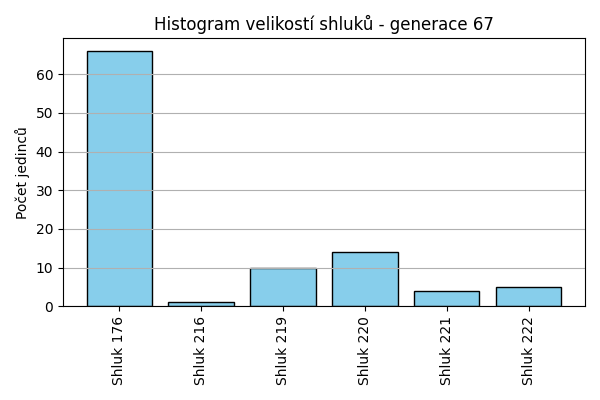 Histogram velikostí shluků - generace 67
Počet jedinců
60
50
40
30
20
10
0
Shluk 176
Shluk 216
Shluk 219
Shluk 220
Shluk 221
Shluk 222